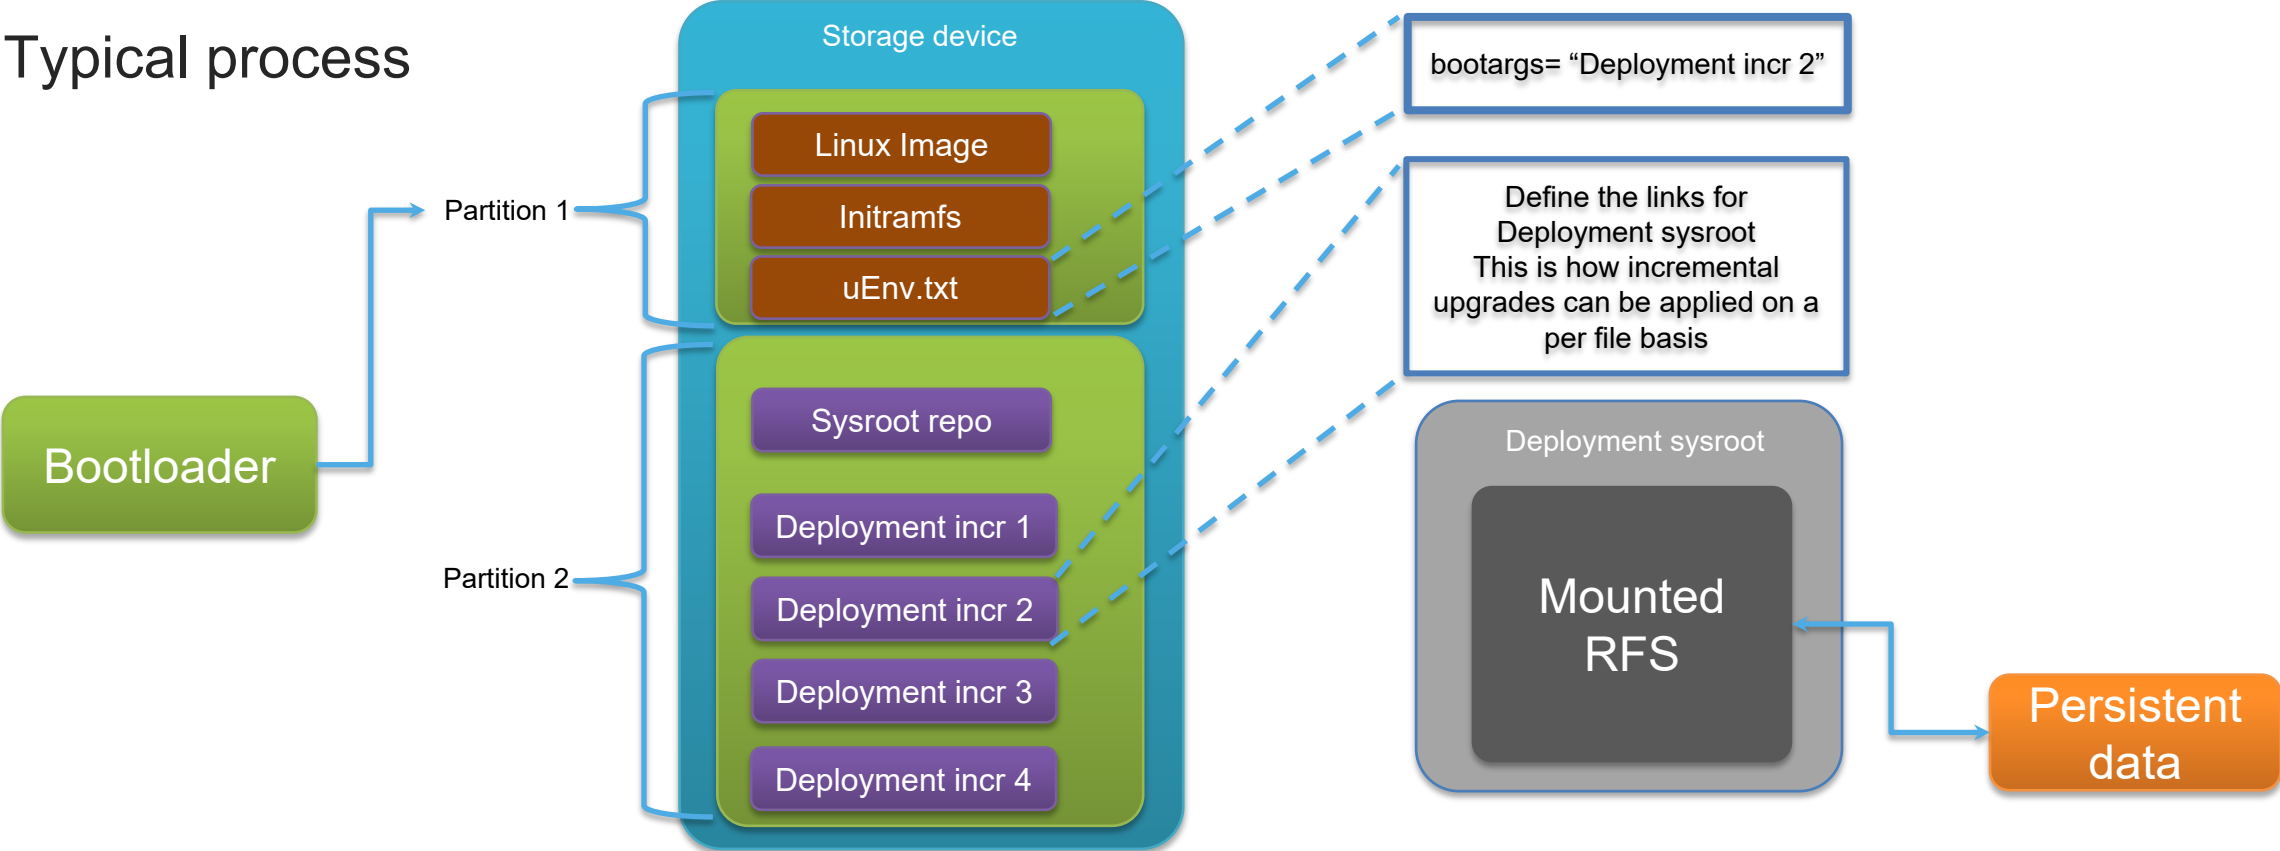 Typical process
Storage device
bootargs= “Deployment incr 2”
Linux Image
Initramfs
uEnv.txt
Partition 1
Define the links for
Deployment sysroot
This is how incremental
upgrades can be applied on a
per file basis
Bootloader
Sysroot repo
Deployment incr 1
Deployment incr 2
Deployment incr 3
Deployment incr 4
Partition 2
Deployment sysroot
Mounted
RFS
Persistent
data